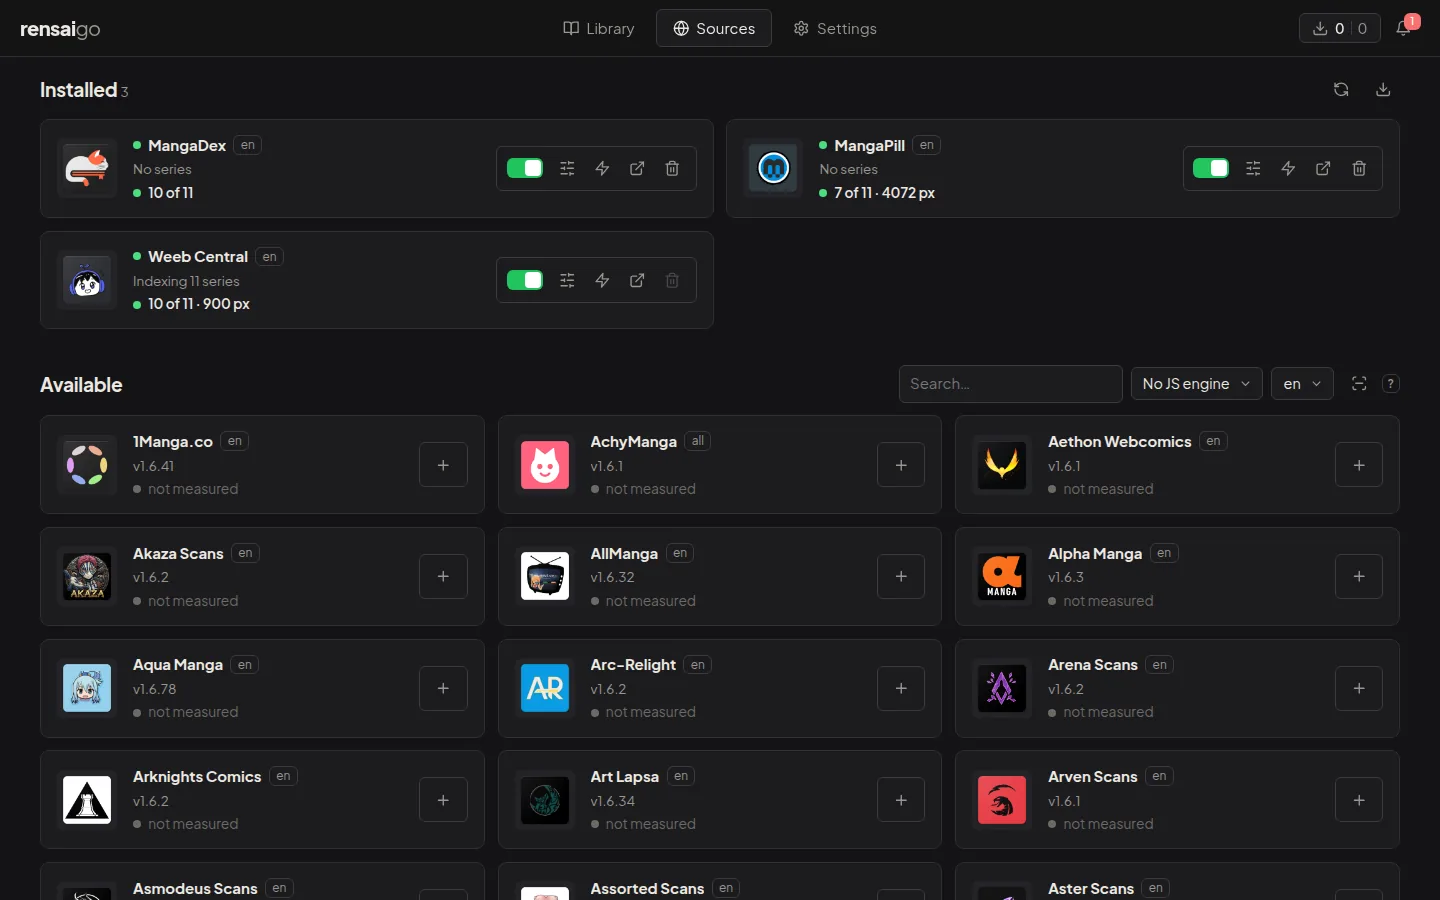 rensaigo
Library
Sources
Settings
0 | 0
1
Installed 3
MangaDex en
No series
10 of 11
MangaPill en
No series
7 of 11 · 4072 px
Weeb Central en
Indexing 11 series
10 of 11 · 900 px
Available
Search...
No JS engine
en
?
1Manga.co en
v1.6.41
not measured
AchyManga all
v1.6.1
not measured
Aethon Webcomics en
v1.6.1
not measured
AKAZA
Akaza Scans en
v1.6.2
not measured
AllManga en
v1.6.32
not measured
MANGA
Alpha Manga en
v1.6.3
not measured
Aqua Manga en
v1.6.78
not measured
AR
Arc-Relight en
v1.6.2
not measured
Arena Scans en
v1.6.2
not measured
Arknights Comics en
v1.6.2
not measured
Art Lapsa en
v1.6.34
not measured
Arven Scans en
v1.6.1
not measured
Asmodeus Scans en
Assorted Scans en
Aster Scans en